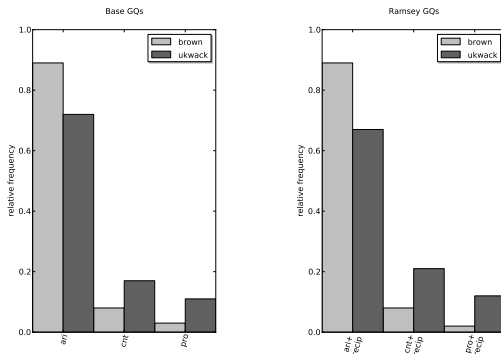 Base GQs
Ramsey GQs
relative frequency
1.0
0.8
0.6
0.4
0.2
0.0
brown
ukwack
ari
cnt
pro
relative frequency
1.0
0.8
0.6
0.4
0.2
0.0
brown
ukwack
ari+
recip
cnt+
recip
pro+
recip